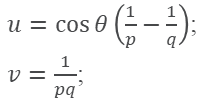 u = cos θ (1/p − 1/q);
v = 1/pq;